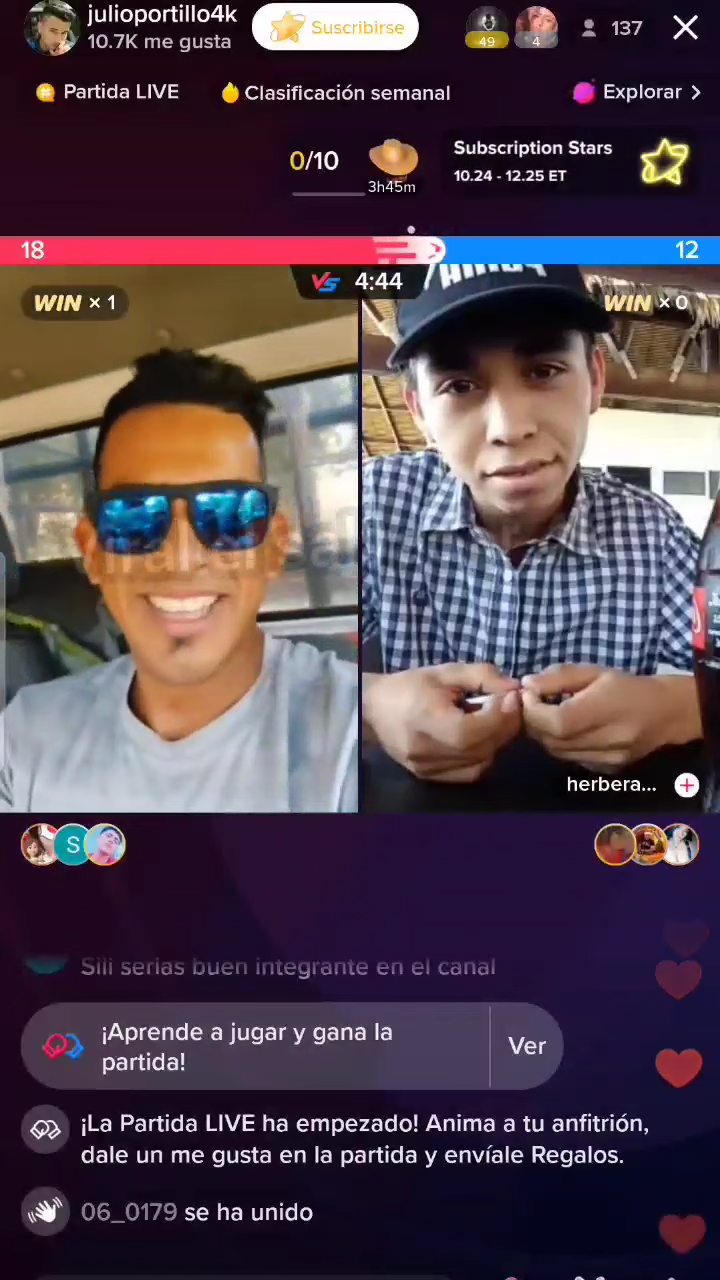 julioportillo4k
10.7K me gusta
Suscribirse
49
4
137
Partida LIVE
Clasificación semanal
Explorar >
0/10
3h45m
Subscription Stars
10.24 - 12.25 ET
18
12
VS 4:44
WIN × 1
WIN × 0
herbera...
S
Sili serias buen integrante en el canal
¡Aprende a jugar y gana la
partida!
Ver
¡La Partida LIVE ha empezado! Anima a tu anfitrión,
dale un me gusta en la partida y envíale Regalos.
06_0179 se ha unido